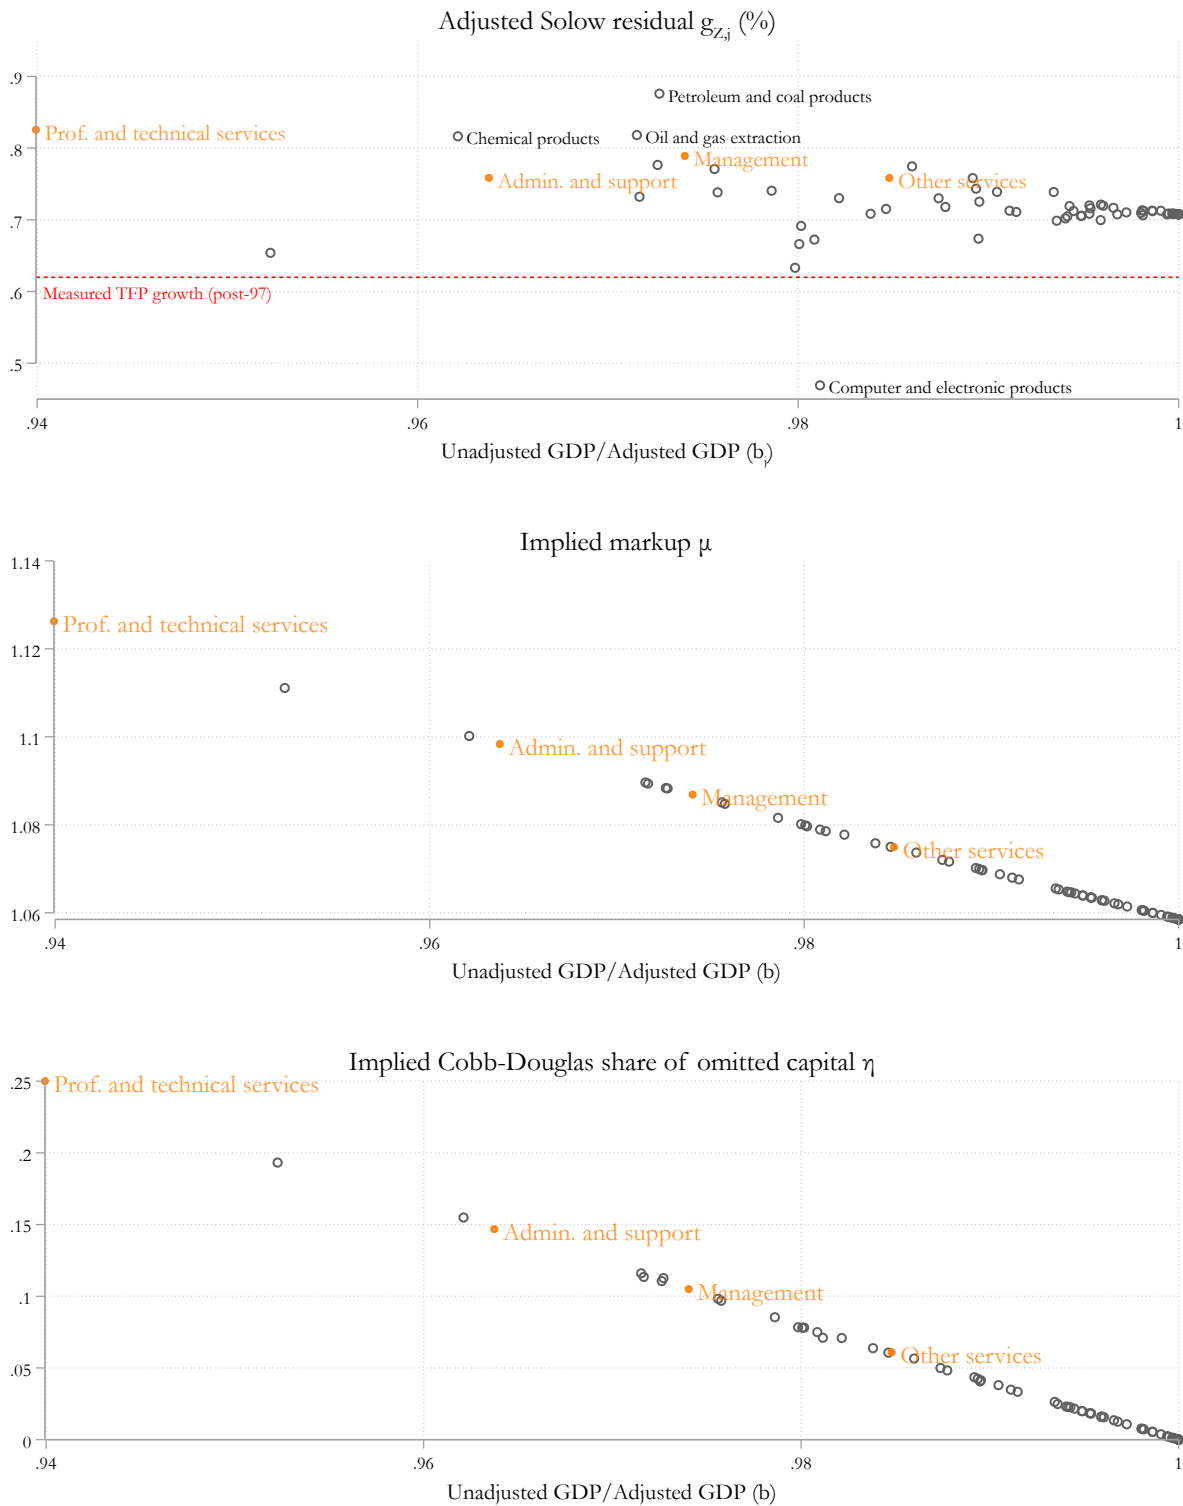 Adjusted Solow residual g_Z,j (%)
.9
Petroleum and coal products
Prof. and technical services
Chemical products
Oil and gas extraction
.8
Management
Admin. and support
Other services
.7
Measured TFP growth (post-97)
.6
.5
Computer and electronic products
.94
.96
.98
1
Unadjusted GDP/Adjusted GDP (b_j)
Implied markup μ
1.14
Prof. and technical services
1.12
1.1
Admin. and support
Management
1.08
Other services
1.06
.94
.96
.98
1
Unadjusted GDP/Adjusted GDP (b)
Implied Cobb-Douglas share of omitted capital η
.25
Prof. and technical services
.2
.15
Admin. and support
.1
Management
.05
Other services
0
.94
.96
.98
1
Unadjusted GDP/Adjusted GDP (b)